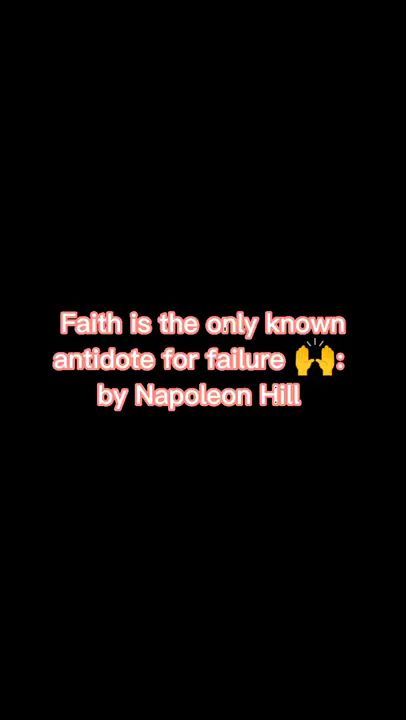 Faith is the only known
antidote for failure 🙌:
by Napoleon Hill